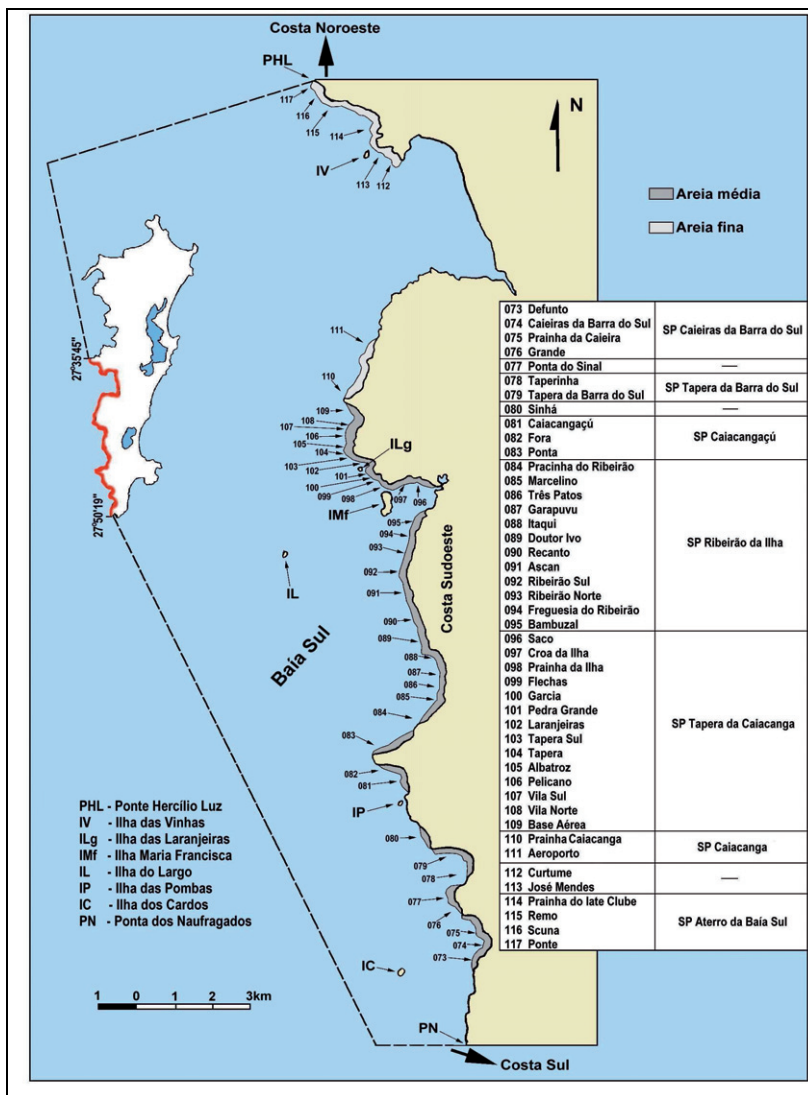 Costa Noroeste
PHL
117
116
115
114
IV
113
112
N
Areia média
Areia fina
27°35'45"
27°50'19"
111
110
109
108
107
106
105
104
103
102
101
100
099
098
097
096
ILg
IMf
095
094
093
092
091
090
089
088
087
086
085
084
083
082
081
080
079
078
077
076
075
074
073
IL
IP
IC
PN
Baía Sul
Costa Sudoeste
Costa Sul
073 Defunto
074 Caieiras da Barra do Sul
075 Prainha da Caieira
076 Grande
SP Caieiras da Barra do Sul
077 Ponta do Sinal —
078 Taperinha
079 Tapera da Barra do Sul
SP Tapera da Barra do Sul
080 Sinhá —
081 Caiacangaçú
082 Fora
083 Ponta
SP Caiacangaçú
084 Pracinha do Ribeirão
085 Marcelino
086 Três Patos
087 Garapuvu
088 Itaqui
089 Doutor Ivo
090 Recanto
091 Ascan
092 Ribeirão Sul
093 Ribeirão Norte
094 Freguesia do Ribeirão
095 Bambuzal
SP Ribeirão da Ilha
096 Saco
097 Croa da Ilha
098 Prainha da Ilha
099 Flechas
100 Garcia
101 Pedra Grande
102 Laranjeiras
103 Tapera Sul
104 Tapera
105 Albatroz
106 Pelicano
107 Vila Sul
108 Vila Norte
109 Base Aérea
SP Tapera da Caiacanga
110 Prainha Caiacanga
111 Aeroporto
SP Caiacanga
112 Curtume
113 José Mendes
—
114 Prainha do Iate Clube
115 Remo
116 Scuna
117 Ponte
SP Aterro da Baía Sul
PHL - Ponte Hercílio Luz
IV - Ilha das Vinhas
ILg - Ilha das Laranjeiras
IMf - Ilha Maria Francisca
IL - Ilha do Largo
IP - Ilha das Pombas
IC - Ilha dos Cardos
PN - Ponta dos Naufragados
1 0 1 2 3km